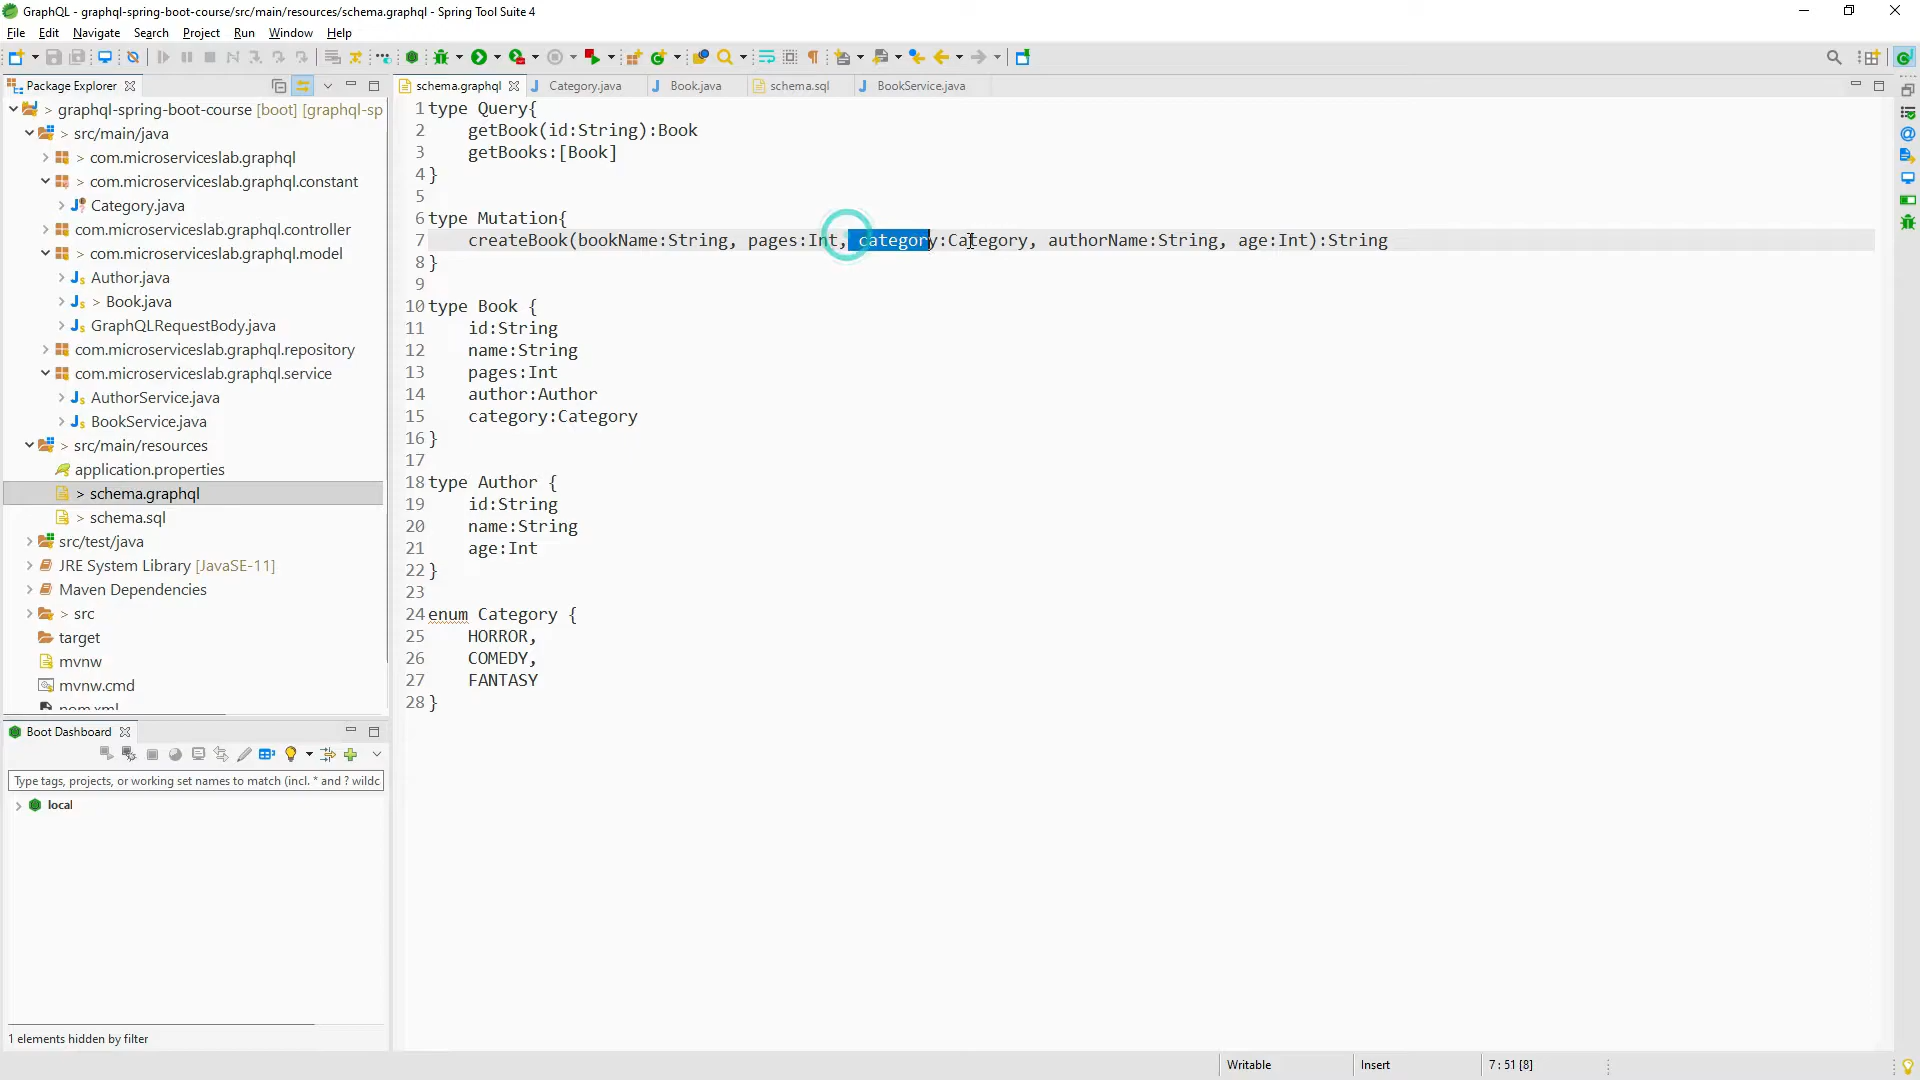 GraphQL - graphql-spring-boot-course/src/main/resources/schema.graphql - Spring Tool Suite 4
File Edit Navigate Search Project Run Window Help
Package Explorer
schema.graphql
Category.java
Book.java
schema.sql
BookService.java
> graphql-spring-boot-course [boot] [graphql-sp
> src/main/java
> com.microserviceslab.graphql
> com.microserviceslab.graphql.constant
Category.java
com.microserviceslab.graphql.controller
> com.microserviceslab.graphql.model
Author.java
> Book.java
GraphQLRequestBody.java
com.microserviceslab.graphql.repository
com.microserviceslab.graphql.service
AuthorService.java
BookService.java
> src/main/resources
application.properties
> schema.graphql
> schema.sql
src/test/java
JRE System Library [JavaSE-11]
Maven Dependencies
> src
target
mvnw
mvnw.cmd
pom.xml
1 type Query{
2 getBook(id:String):Book
3 getBooks:[Book]
4 }
5
6 type Mutation{
7 createBook(bookName:String, pages:Int, category:Category, authorName:String, age:Int):String
8 }
9
10 type Book {
11 id:String
12 name:String
13 pages:Int
14 author:Author
15 category:Category
16 }
17
18 type Author {
19 id:String
20 name:String
21 age:Int
22 }
23
24 enum Category {
25 HORROR,
26 COMEDY,
27 FANTASY
28 }
Boot Dashboard
Type tags, projects, or working set names to match (incl. * and ? wildc
local
1 elements hidden by filter
Writable
Insert
7 : 51 [8]